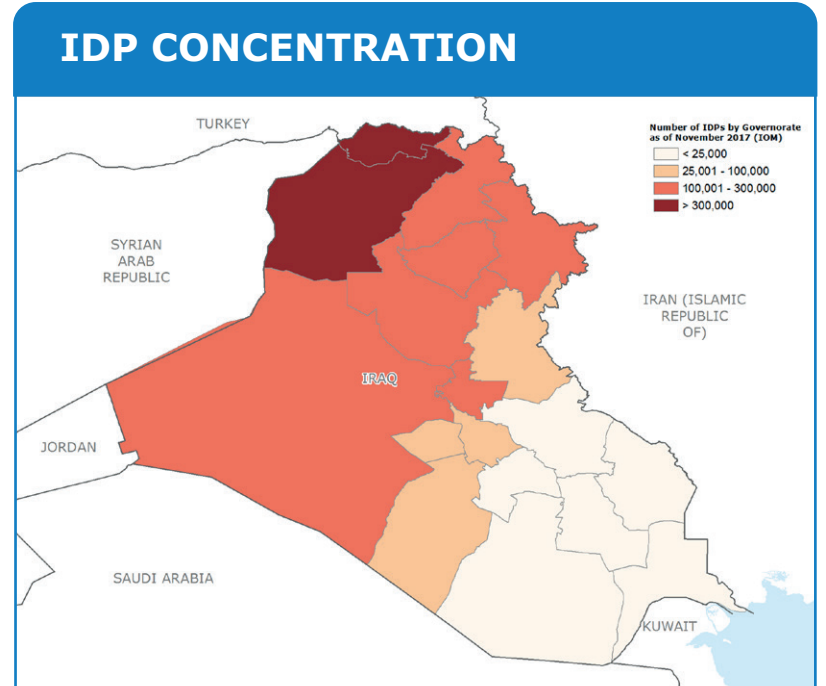 IDP CONCENTRATION
TURKEY
Number of IDPs by Governorate
as of November 2017 (IOM)
< 25,000
25,001 - 100,000
100,001 - 300,000
> 300,000
SYRIAN
ARAB
REPUBLIC
IRAN (ISLAMIC
REPUBLIC
OF)
IRAQ
JORDAN
SAUDI ARABIA
KUWAIT